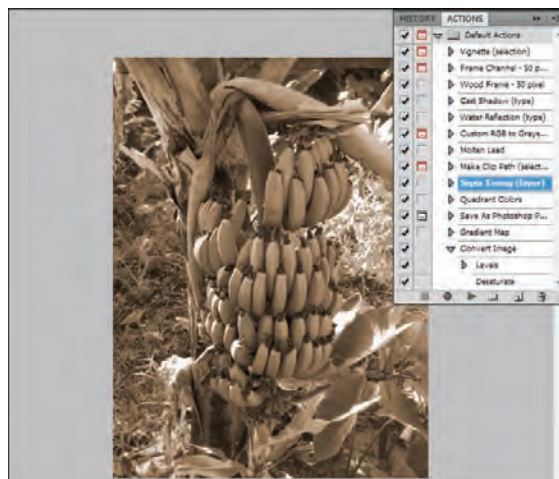 HISTORY ACTIONS
Default Actions
Vignette (selection)
Frame Channel - 50 p...
Wood Frame - 50 pixel
Cast Shadow (type)
Water Reflection (type)
Custom RGB to Greys...
Molten Lead
Make Clip Path (select...
Sepia Toning (layer)
Quadrant Colors
Save As Photoshop P...
Gradient Map
Convert Image
Levels
Desaturate